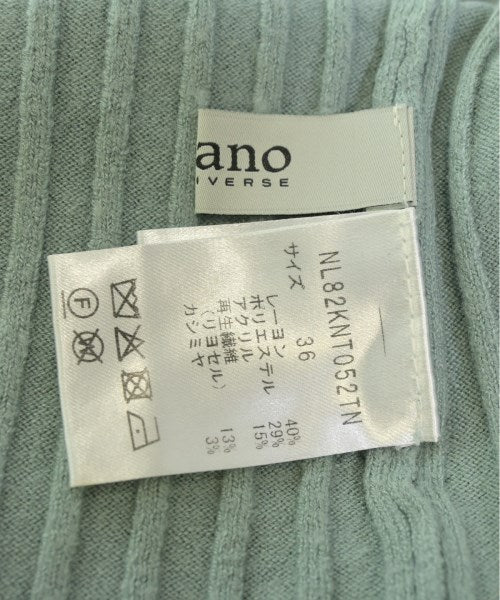 ano
IVERSE
NL82KNT052TN
サイズ 36
レーヨン 40%
ポリエステル 29%
アクリル 15%
再生繊維
(リヨセル) 13%
カシミヤ 3%
F